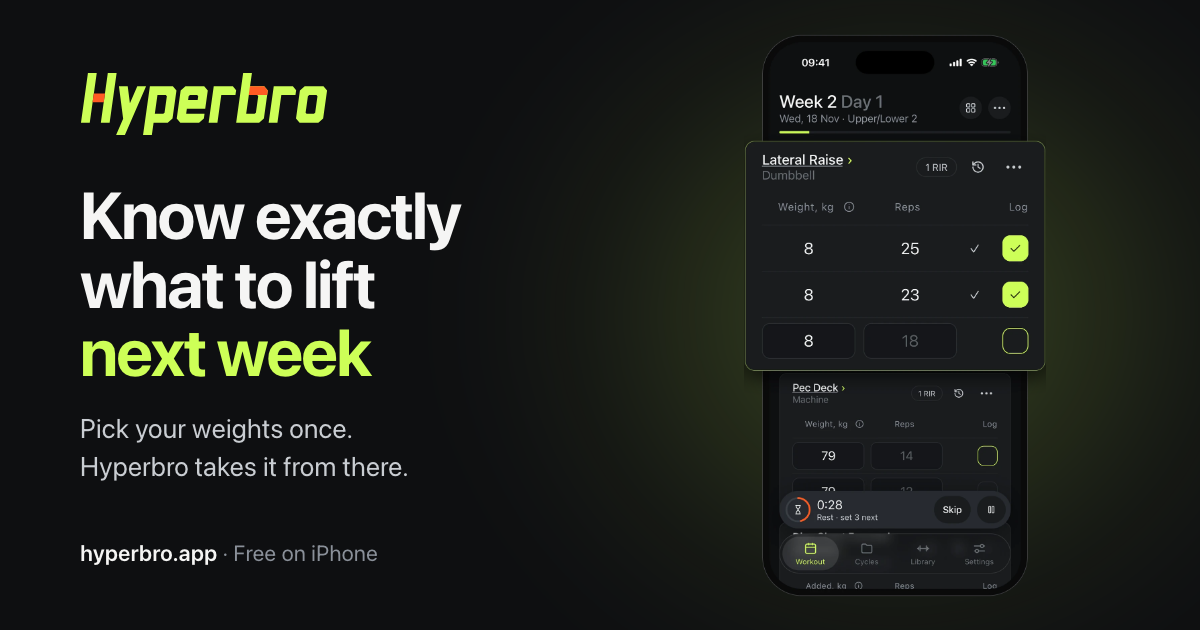 Hyperbro
Know exactly
what to lift
next week
Pick your weights once.
Hyperbro takes it from there.
hyperbro.app · Free on iPhone
09:41
Week 2 Day 1
Wed, 18 Nov · Upper/Lower 2
Lateral Raise ›
1 RIR
Dumbbell
Weight, kg Reps Log
8 25
8 23
8 18
Pec Deck ›
1 RIR
Machine
Weight, kg Reps Log
79 14
0:28
Rest · set 3 next
Skip
Workout Cycles Library Settings
Added, kg Reps Log